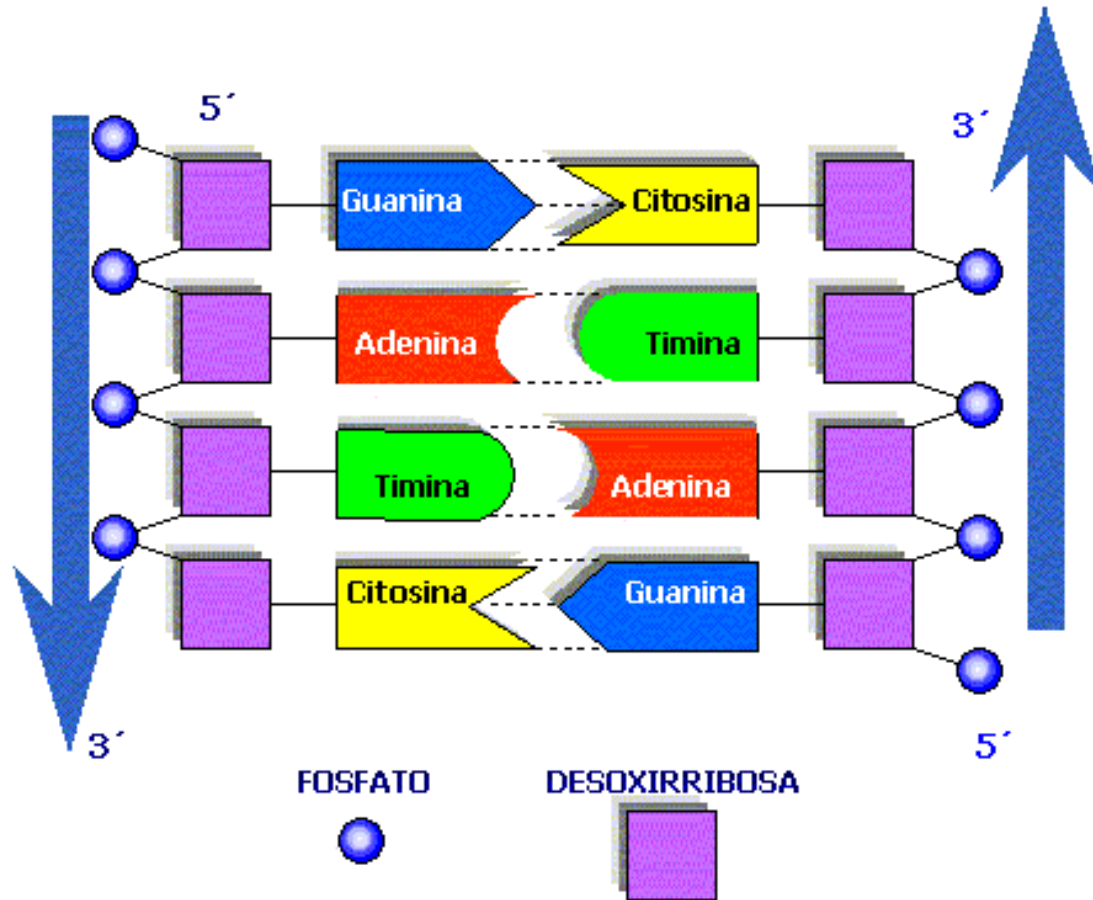 5´
3´
Guanina Citosina
Adenina Timina
Timina Adenina
Citosina Guanina
3´ 5´
FOSFATO DESOXIRRIBOSA